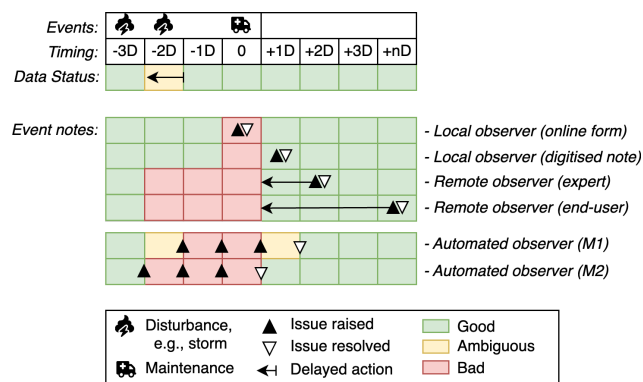 Events:
Timing: -3D -2D -1D 0 +1D +2D +3D +nD
Data Status:
Event notes: - Local observer (online form)
- Local observer (digitised note)
- Remote observer (expert)
- Remote observer (end-user)
- Automated observer (M1)
- Automated observer (M2)
Disturbance, e.g., storm
Maintenance
Issue raised
Issue resolved
Delayed action
Good
Ambiguous
Bad